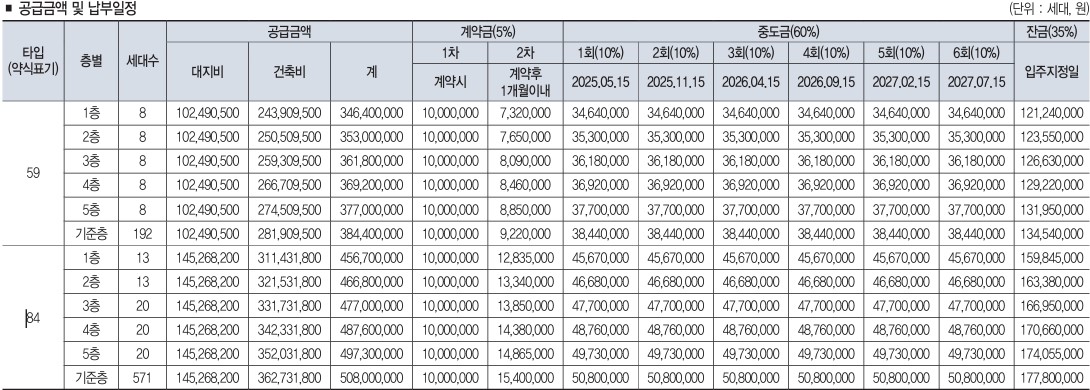 ■ 공급금액 및 납부일정 (단위 : 세대, 원)
타입 (약식표기) 층별 세대수 공급금액 계약금(5%) 중도금(60%) 잔금(35%)
대지비 건축비 계 1차 2차 1회(10%) 2회(10%) 3회(10%) 4회(10%) 5회(10%) 6회(10%) 입주지정일
계약시 계약후 1개월이내 2025.05.15 2025.11.15 2026.04.15 2026.09.15 2027.02.15 2027.07.15
59 1층 8 102,490,500 243,909,500 346,400,000 10,000,000 7,320,000 34,640,000 34,640,000 34,640,000 34,640,000 34,640,000 34,640,000 121,240,000
2층 8 102,490,500 250,509,500 353,000,000 10,000,000 7,650,000 35,300,000 35,300,000 35,300,000 35,300,000 35,300,000 35,300,000 123,550,000
3층 8 102,490,500 259,309,500 361,800,000 10,000,000 8,090,000 36,180,000 36,180,000 36,180,000 36,180,000 36,180,000 36,180,000 126,630,000
4층 8 102,490,500 266,709,500 369,200,000 10,000,000 8,460,000 36,920,000 36,920,000 36,920,000 36,920,000 36,920,000 36,920,000 129,220,000
5층 8 102,490,500 274,509,500 377,000,000 10,000,000 8,850,000 37,700,000 37,700,000 37,700,000 37,700,000 37,700,000 37,700,000 131,950,000
기준층 192 102,490,500 281,909,500 384,400,000 10,000,000 9,220,000 38,440,000 38,440,000 38,440,000 38,440,000 38,440,000 38,440,000 134,540,000
84 1층 13 145,268,200 311,431,800 456,700,000 10,000,000 12,835,000 45,670,000 45,670,000 45,670,000 45,670,000 45,670,000 45,670,000 159,845,000
2층 13 145,268,200 321,531,800 466,800,000 10,000,000 13,340,000 46,680,000 46,680,000 46,680,000 46,680,000 46,680,000 46,680,000 163,380,000
3층 20 145,268,200 331,731,800 477,000,000 10,000,000 13,850,000 47,700,000 47,700,000 47,700,000 47,700,000 47,700,000 47,700,000 166,950,000
4층 20 145,268,200 342,331,800 487,600,000 10,000,000 14,380,000 48,760,000 48,760,000 48,760,000 48,760,000 48,760,000 48,760,000 170,660,000
5층 20 145,268,200 352,031,800 497,300,000 10,000,000 14,865,000 49,730,000 49,730,000 49,730,000 49,730,000 49,730,000 49,730,000 174,055,000
기준층 571 145,268,200 362,731,800 508,000,000 10,000,000 15,400,000 50,800,000 50,800,000 50,800,000 50,800,000 50,800,000 50,800,000 177,800,000